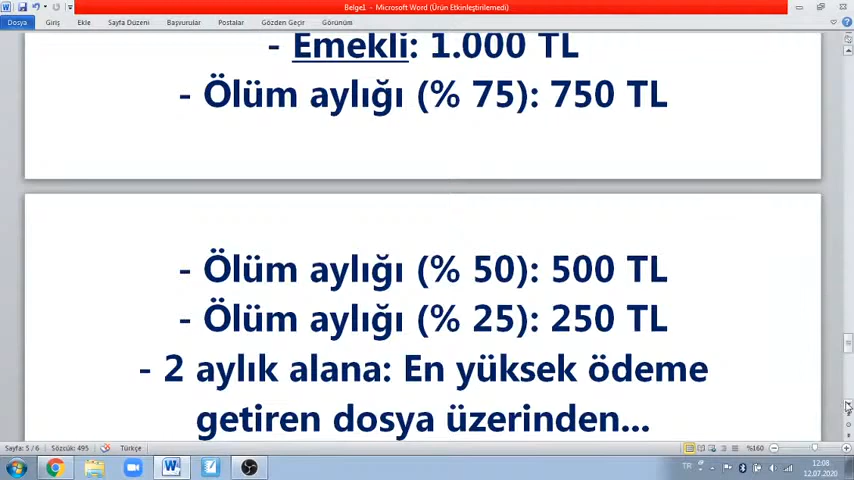 Belge1 - Microsoft Word (Ürün Etkinleştirilemedi)
Dosya Giriş Ekle Sayfa Düzeni Başvurular Postalar Gözden Geçir Görünüm
- Emekli: 1.000 TL
- Ölüm aylığı (% 75): 750 TL
- Ölüm aylığı (% 50): 500 TL
- Ölüm aylığı (% 25): 250 TL
- 2 aylık alana: En yüksek ödeme
getiren dosya üzerinden...
Sayfa: 5 / 6 Sözcük: 495 Türkçe %160
TR 12:08
12.07.2020